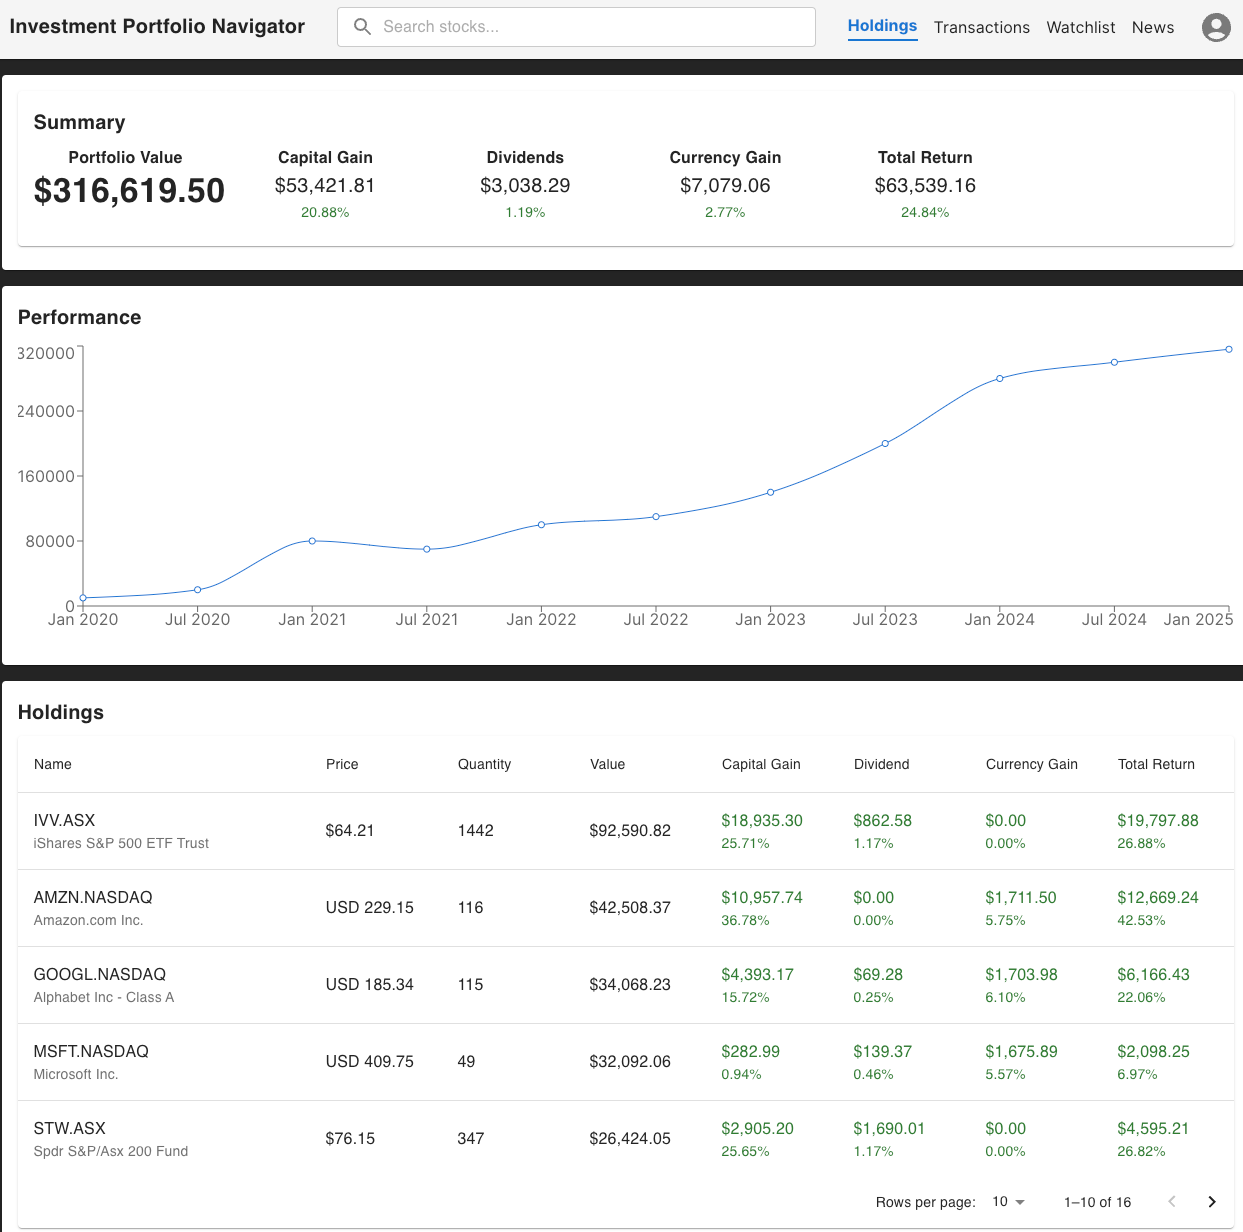 Investment Portfolio Navigator
Search stocks...
Holdings Transactions Watchlist News
Summary
Portfolio Value Capital Gain Dividends Currency Gain Total Return
$316,619.50 $53,421.81 $3,038.29 $7,079.06 $63,539.16
20.88% 1.19% 2.77% 24.84%
Performance
320000
240000
160000
80000
0
Jan 2020 Jul 2020 Jan 2021 Jul 2021 Jan 2022 Jul 2022 Jan 2023 Jul 2023 Jan 2024 Jul 2024 Jan 2025
Holdings
Name Price Quantity Value Capital Gain Dividend Currency Gain Total Return
IVV.ASX $64.21 1442 $92,590.82 $18,935.30 $862.58 $0.00 $19,797.88
iShares S&P 500 ETF Trust 25.71% 1.17% 0.00% 26.88%
AMZN.NASDAQ USD 229.15 116 $42,508.37 $10,957.74 $0.00 $1,711.50 $12,669.24
Amazon.com Inc. 36.78% 0.00% 5.75% 42.53%
GOOGL.NASDAQ USD 185.34 115 $34,068.23 $4,393.17 $69.28 $1,703.98 $6,166.43
Alphabet Inc - Class A 15.72% 0.25% 6.10% 22.06%
MSFT.NASDAQ USD 409.75 49 $32,092.06 $282.99 $139.37 $1,675.89 $2,098.25
Microsoft Inc. 0.94% 0.46% 5.57% 6.97%
STW.ASX $76.15 347 $26,424.05 $2,905.20 $1,690.01 $0.00 $4,595.21
Spdr S&P/Asx 200 Fund 25.65% 1.17% 0.00% 26.82%
Rows per page: 10 1–10 of 16